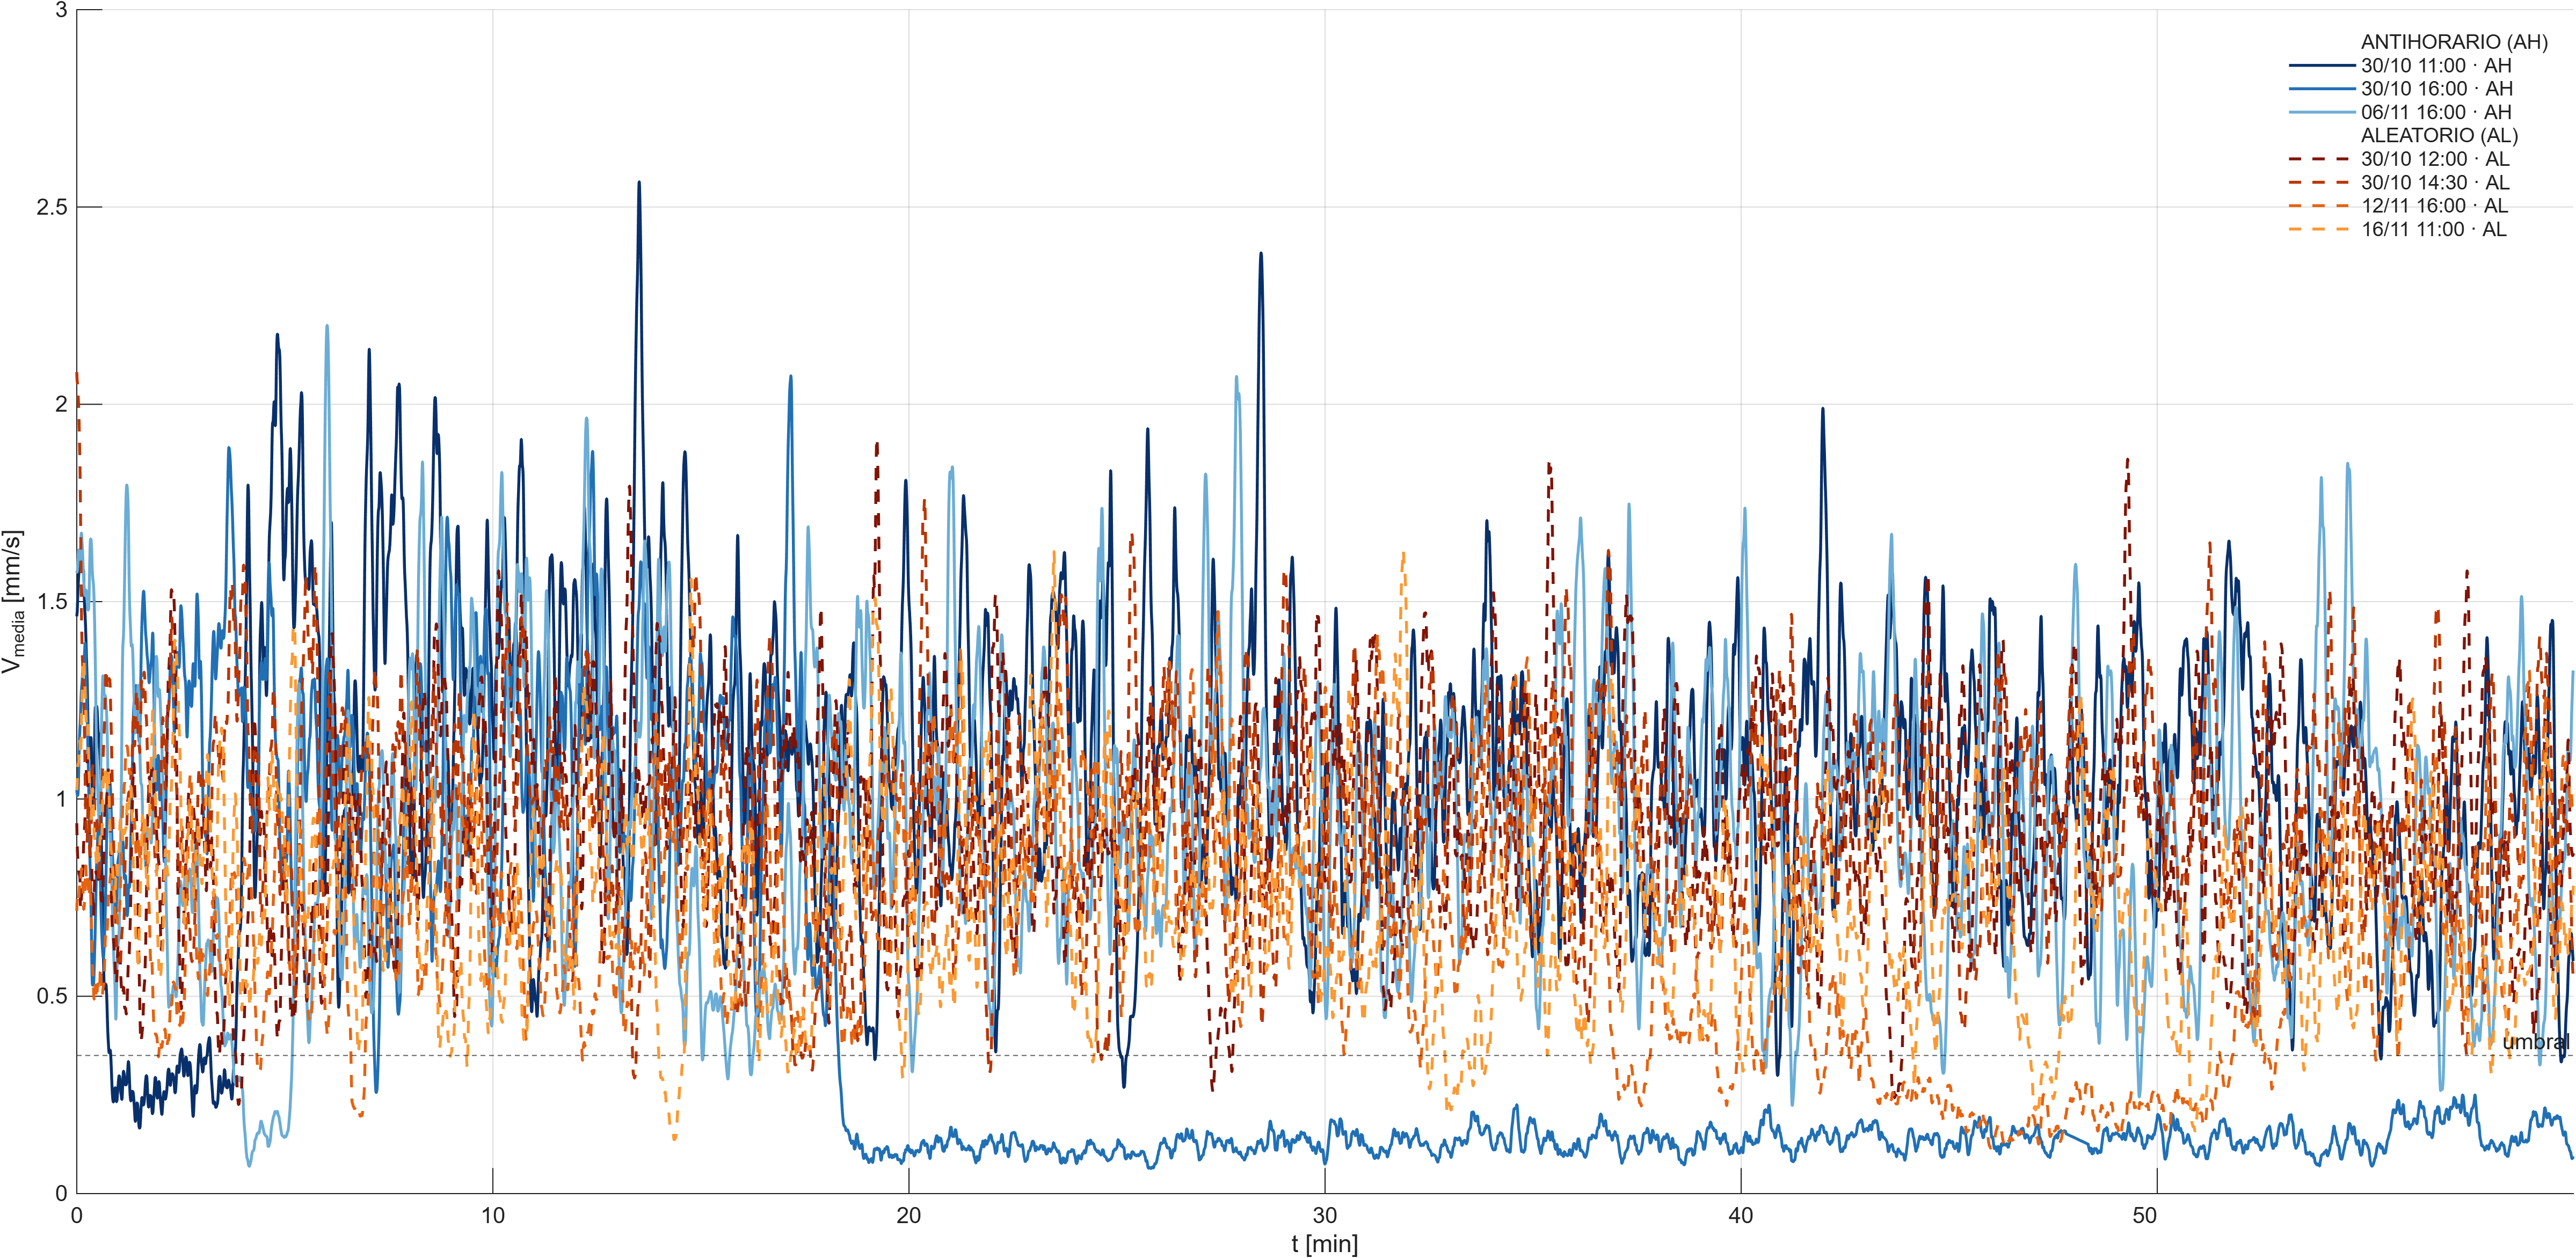 3
2.5
2
1.5
1
0.5
0
V_media [mm/s]
0
10
20
30
40
50
t [min]
ANTIHORARIO (AH)
30/10 11:00 · AH
30/10 16:00 · AH
06/11 16:00 · AH
ALEATORIO (AL)
30/10 12:00 · AL
30/10 14:30 · AL
12/11 16:00 · AL
16/11 11:00 · AL
umbral